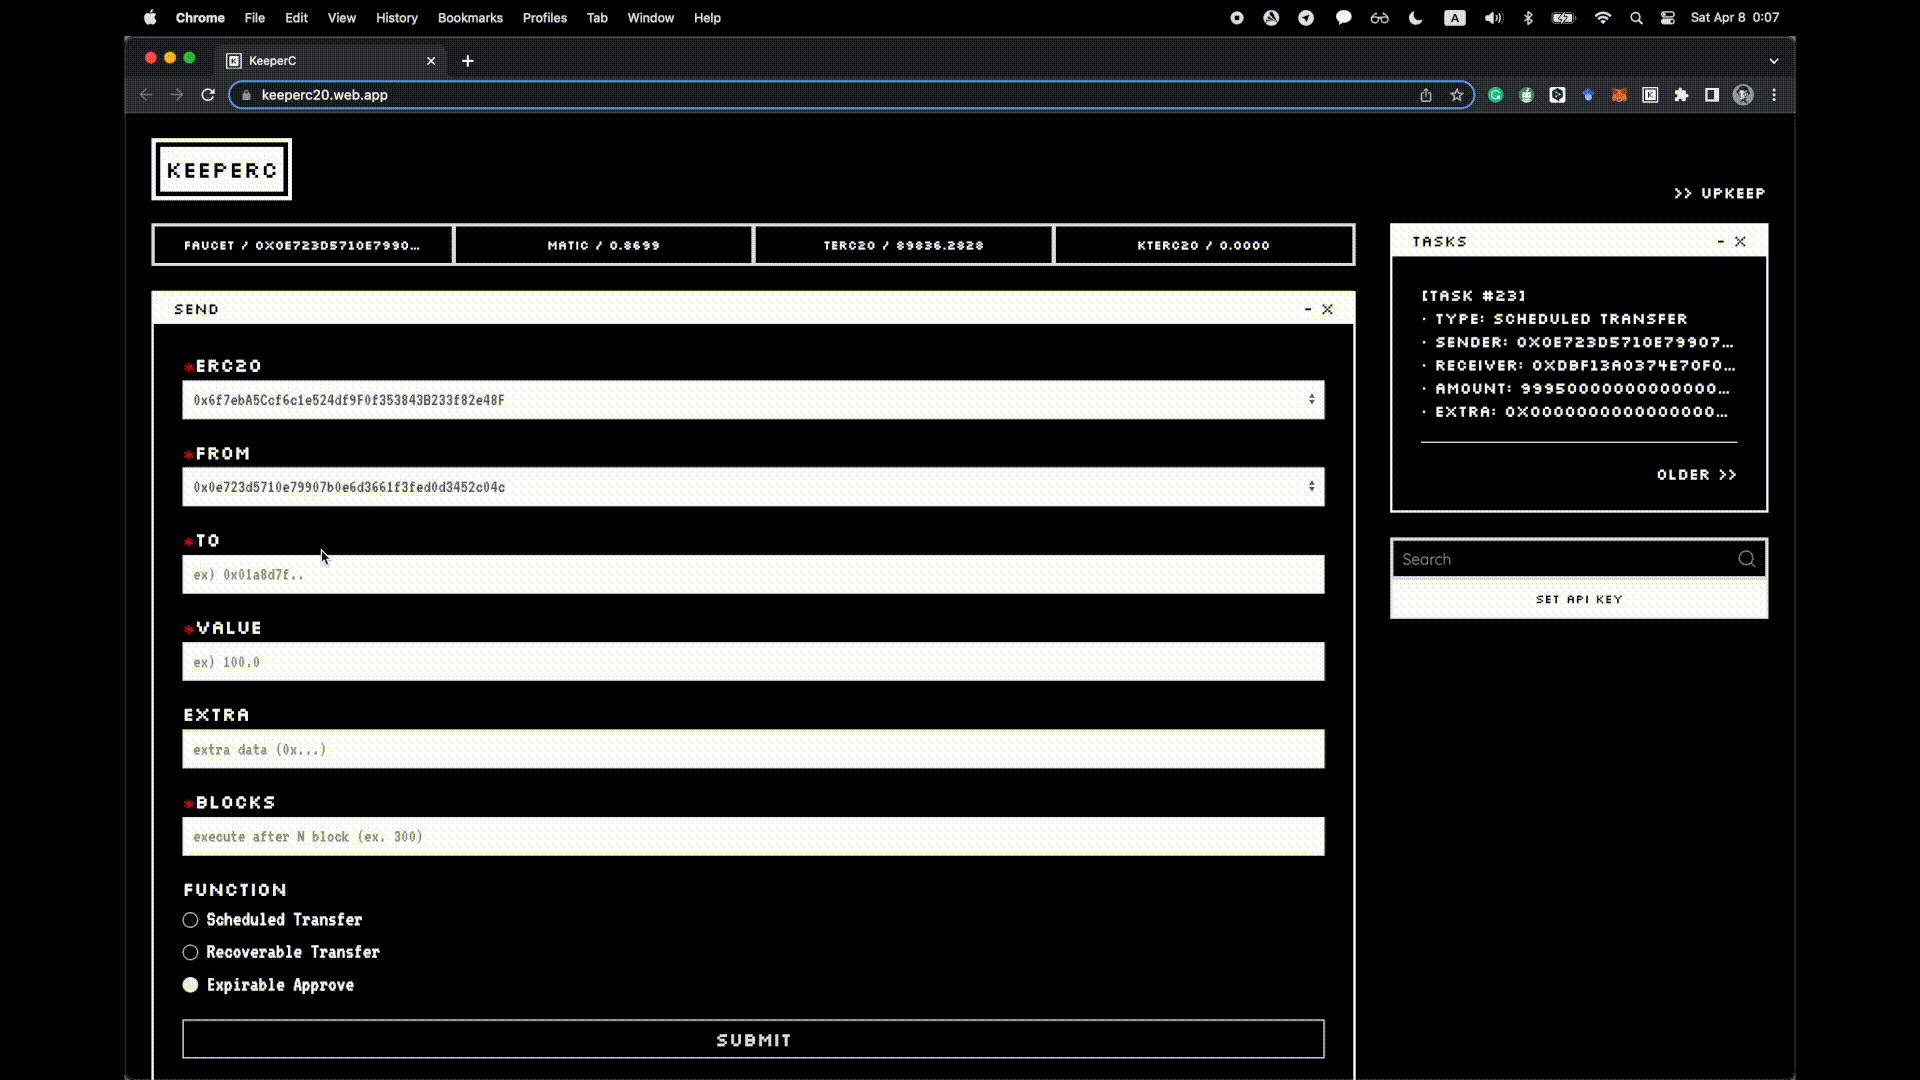 Chrome File Edit View History Bookmarks Profiles Tab Window Help A Sat Apr 8 0:07
KeeperC
keeperc20.web.app
KEEPERC
>> UPKEEP
FAUCET / 0X0E723D5710E7990... MATIC / 0.8699 TERC20 / 89836.2828 KTERC20 / 0.0000
SEND
*ERC20
0x6f7ebA5Ccf6c1e524df9F0f353843B233f82e48F
*FROM
0x0e723d5710e79907b0e6d3661f3fed0d3452c04c
*TO
ex) 0x01a8d7f..
*VALUE
ex) 100.0
EXTRA
extra data (0x...)
*BLOCKS
execute after N block (ex. 300)
FUNCTION
Scheduled Transfer
Recoverable Transfer
Expirable Approve
SUBMIT
TASKS
[TASK #23]
· TYPE: SCHEDULED TRANSFER
· SENDER: 0X0E723D5710E79907...
· RECEIVER: 0XDBF13A0374E70F0...
· AMOUNT: 99950000000000000...
· EXTRA: 0X0000000000000000...
OLDER >>
Search
SET API KEY